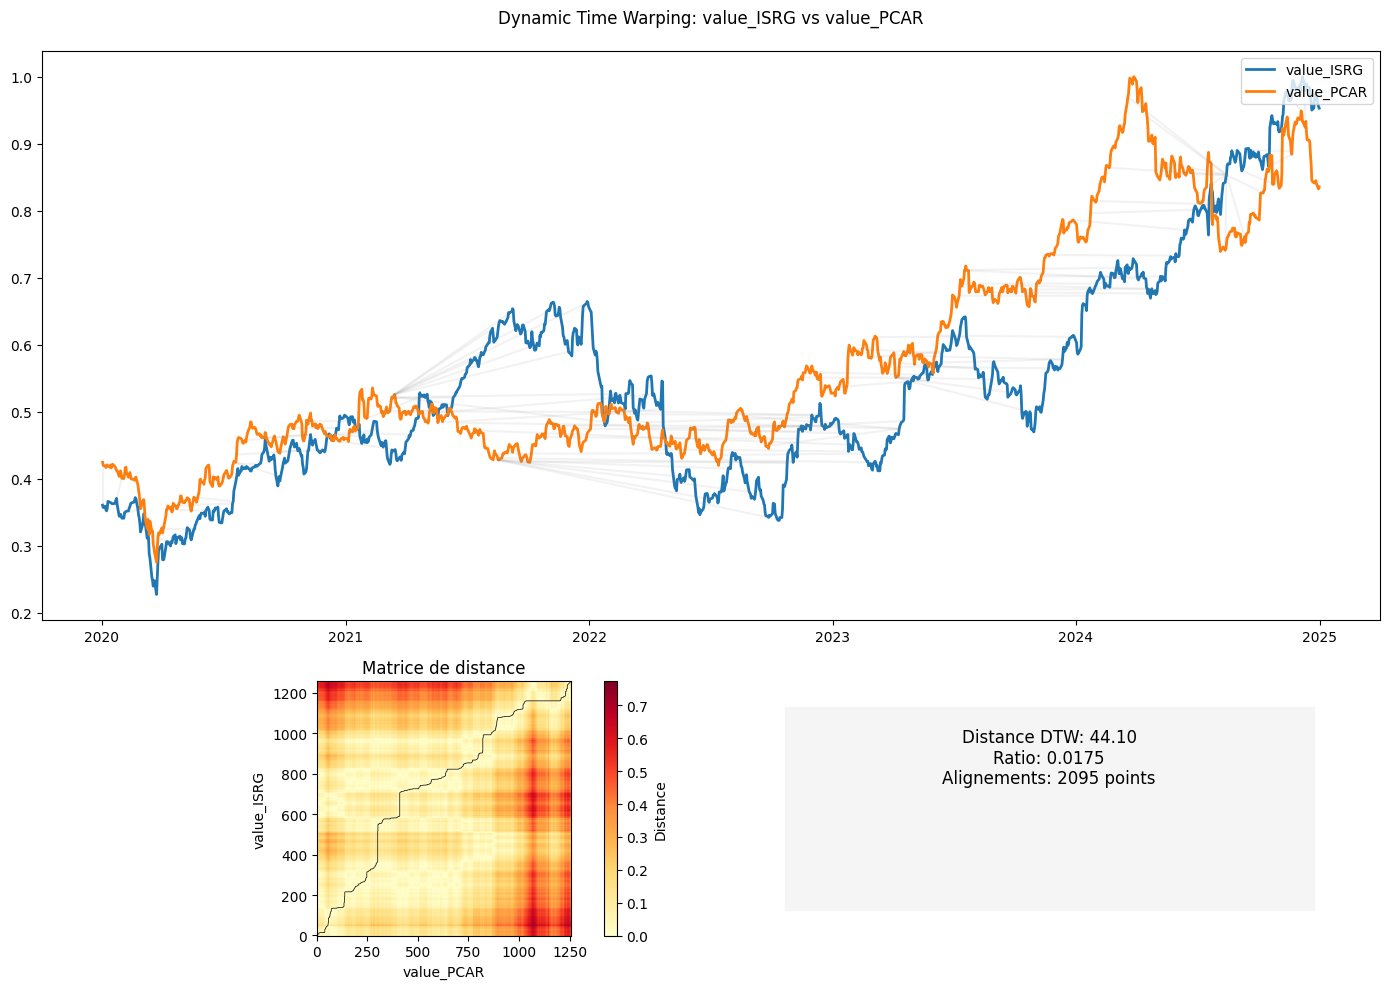 Dynamic Time Warping: value_ISRG vs value_PCAR
value_ISRG
value_PCAR
1.0
0.9
0.8
0.7
0.6
0.5
0.4
0.3
0.2
2020 2021 2022 2023 2024 2025
Matrice de distance
value_ISRG
1200
1000
800
600
400
200
0
0 250 500 750 1000 1250
value_PCAR
0.7
0.6
0.5
0.4
0.3
0.2
0.1
0.0
Distance
Distance DTW: 44.10
Ratio: 0.0175
Alignements: 2095 points